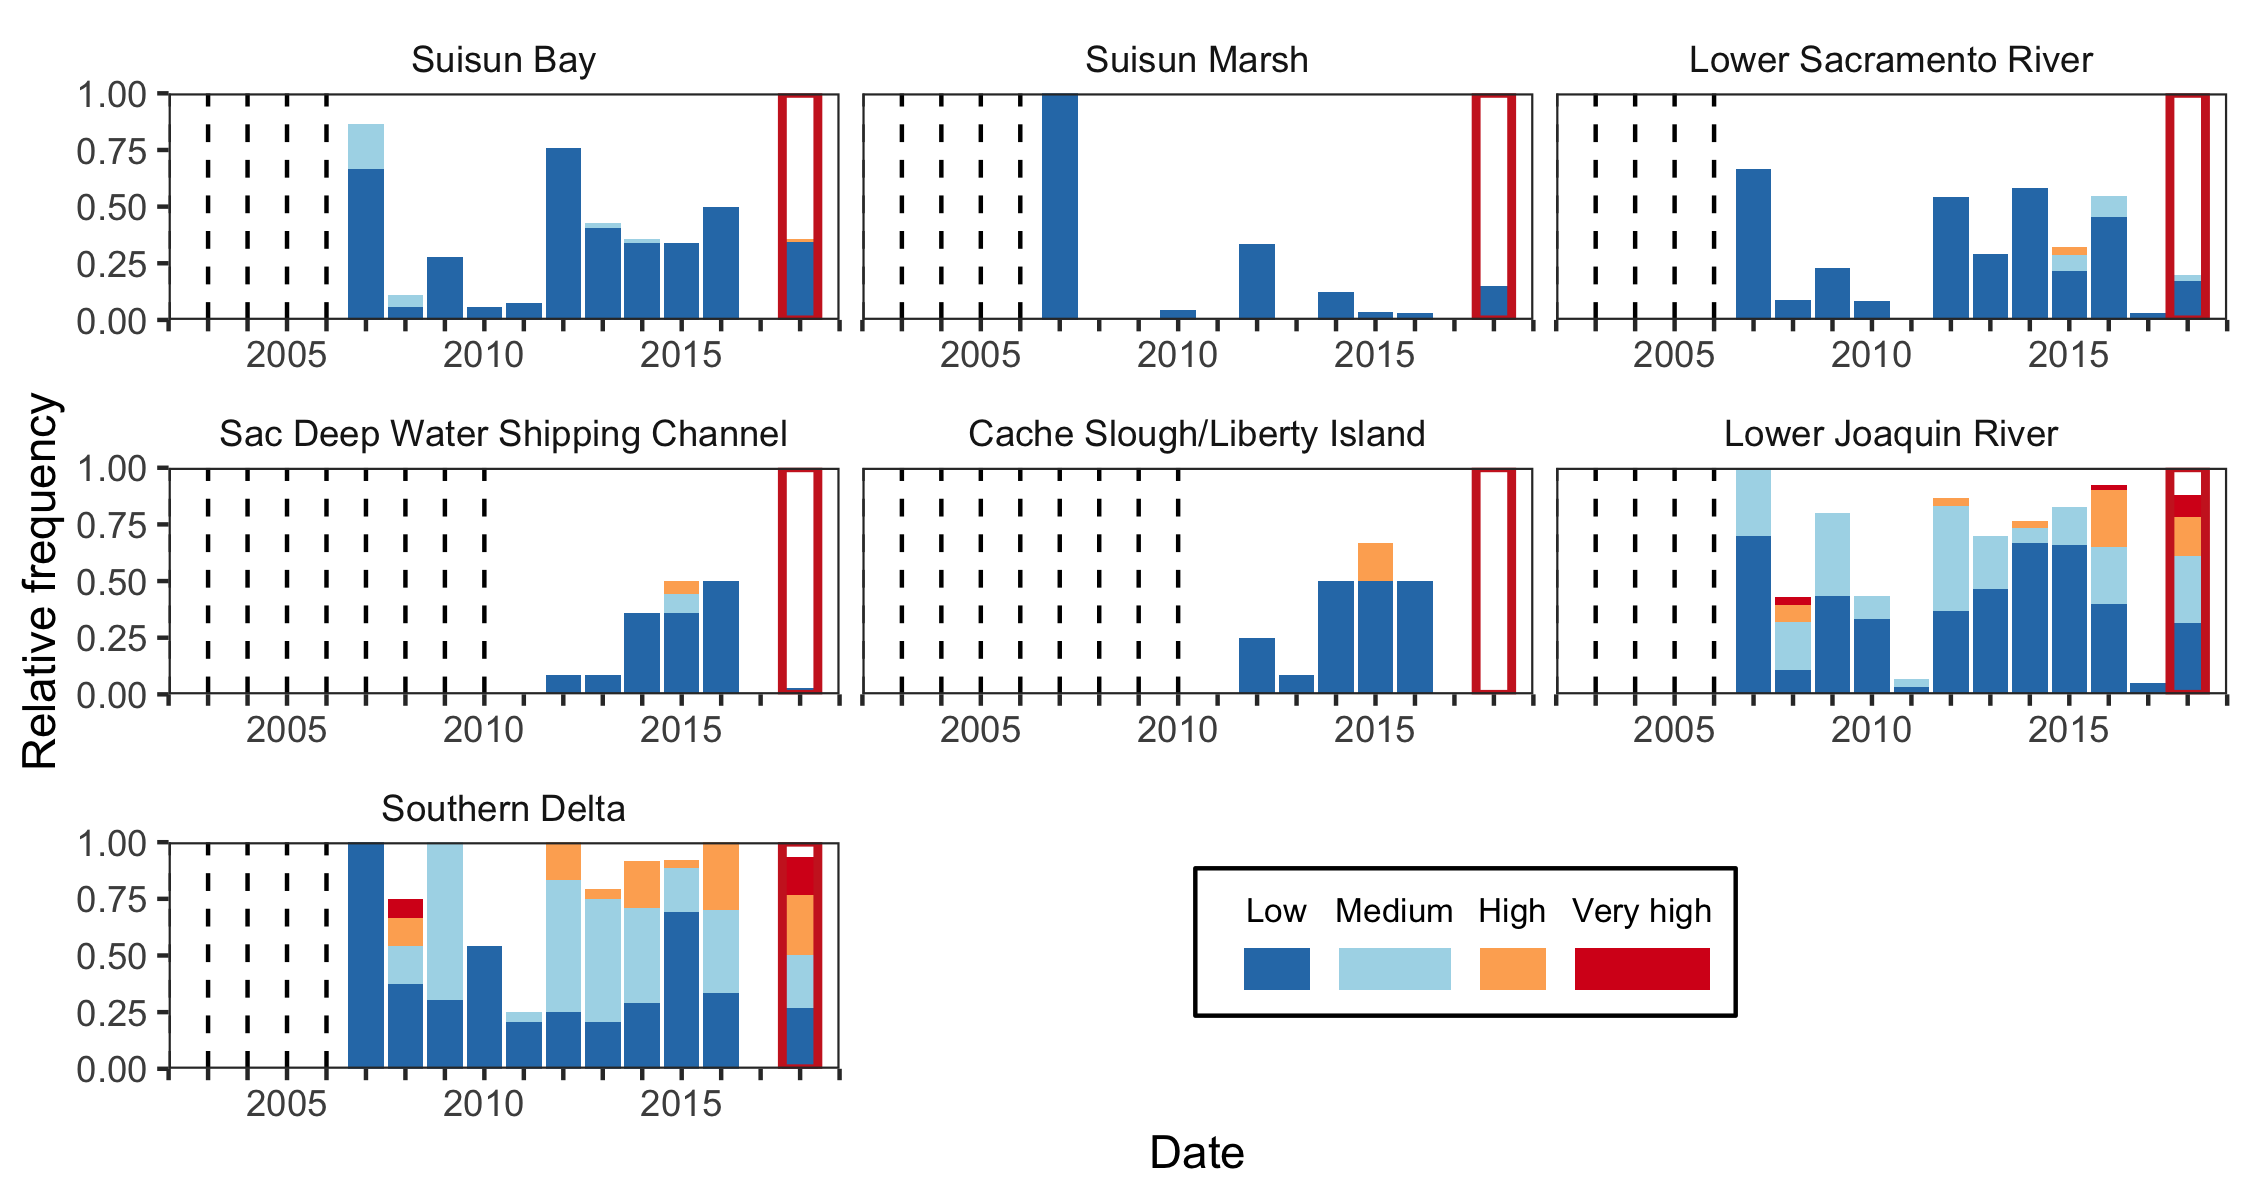 Suisun Bay
Suisun Marsh
Lower Sacramento River
1.00
0.75
0.50
0.25
0.00
2005 2010 2015
2005 2010 2015
2005 2010 2015
Relative frequency
Sac Deep Water Shipping Channel
Cache Slough/Liberty Island
Lower Joaquin River
1.00
0.75
0.50
0.25
0.00
2005 2010 2015
2005 2010 2015
2005 2010 2015
Southern Delta
1.00
0.75
0.50
0.25
0.00
2005 2010 2015
Low Medium High Very high
Date